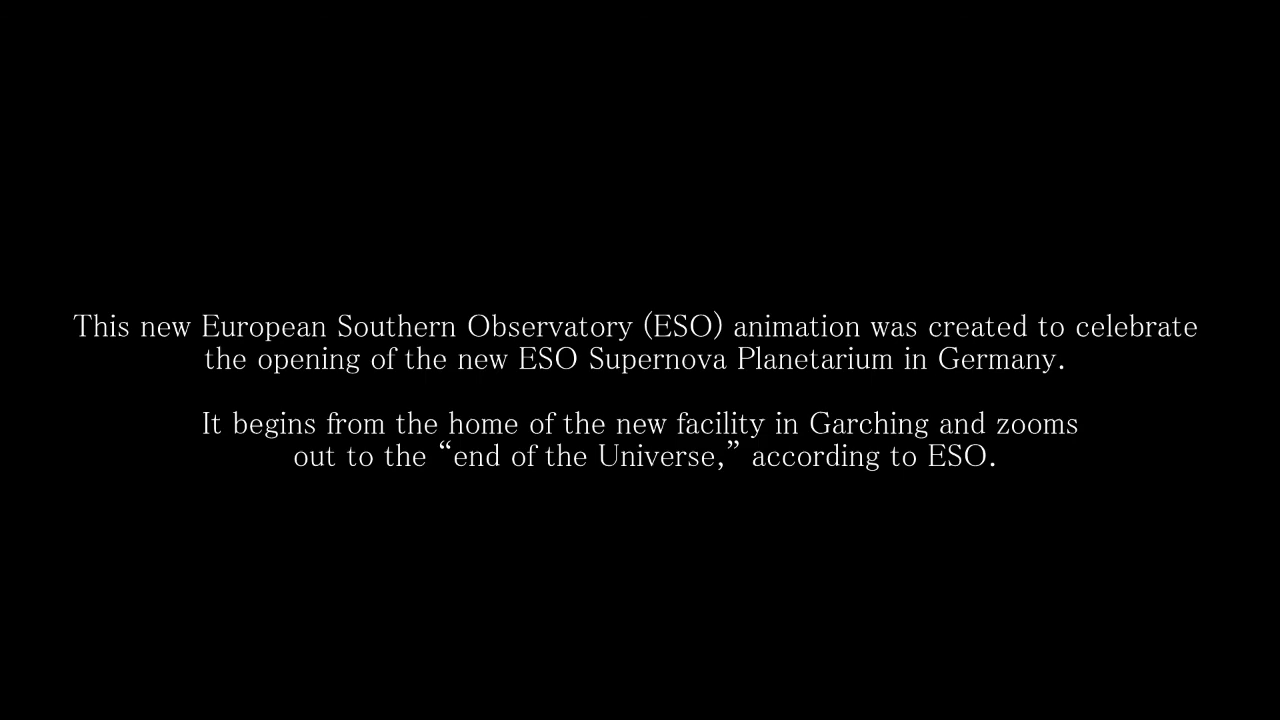 This new European Southern Observatory (ESO) animation was created to celebrate
the opening of the new ESO Supernova Planetarium in Germany.
It begins from the home of the new facility in Garching and zooms
out to the “end of the Universe,” according to ESO.